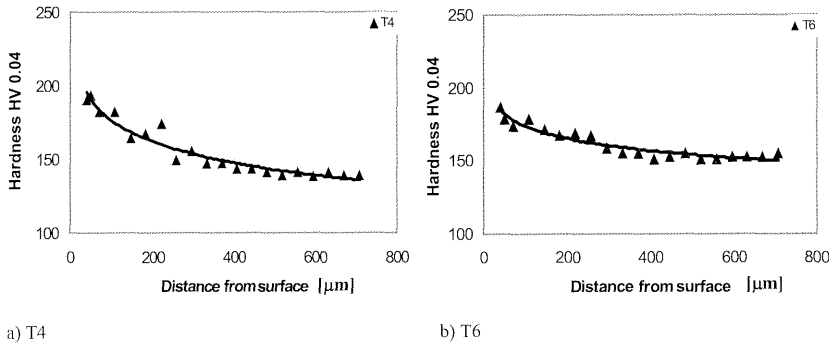 250
200
150
100
Hardness HV 0.04
▲ T4
0 200 400 600 800
Distance from surface [μm]
a) T4
250
200
150
100
Hardness HV 0.04
▲ T6
0 200 400 600 800
Distance from surface [μm]
b) T6